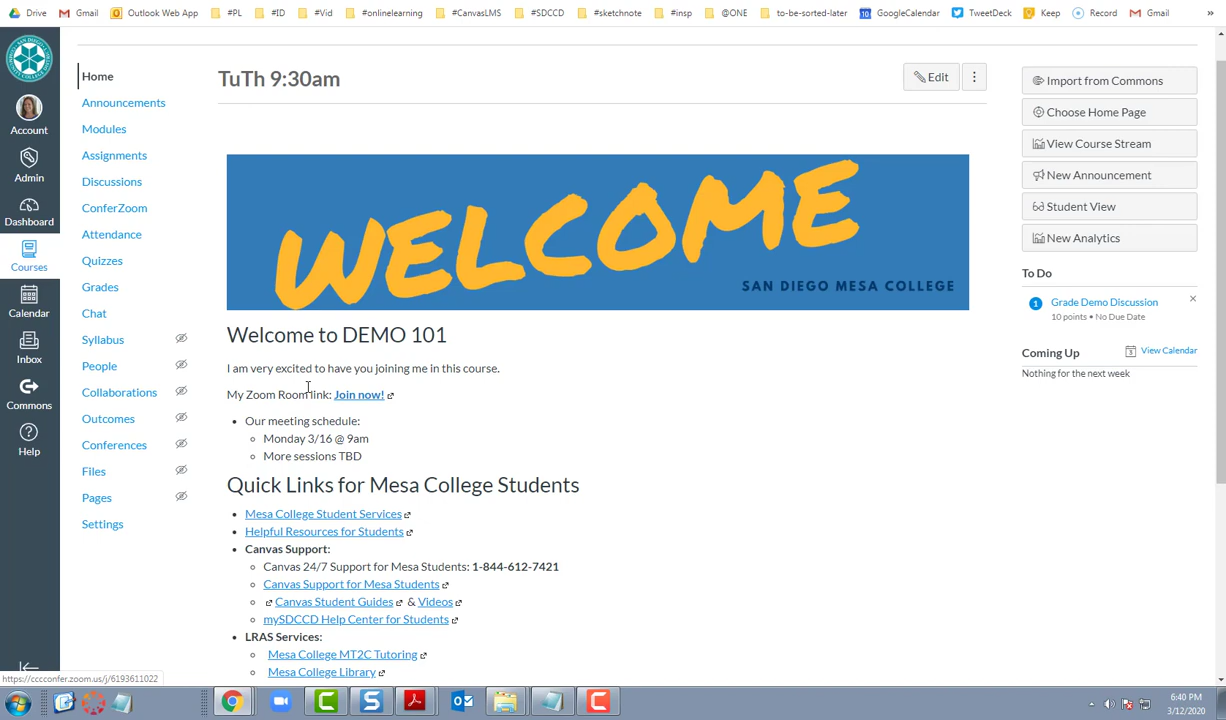 Drive Gmail Outlook Web App #PL #ID #Vid #onlinelearning #CanvasLMS #SDCCD #sketchnote #insp @ONE to-be-sorted-later GoogleCalendar TweetDeck Keep Record Gmail »
Account
Admin
Dashboard
Courses
Calendar
Inbox
Commons
Help
Home
Announcements
Modules
Assignments
Discussions
ConferZoom
Attendance
Quizzes
Grades
Chat
Syllabus
People
Collaborations
Outcomes
Conferences
Files
Pages
Settings
TuTh 9:30am
Edit
WELCOME
SAN DIEGO MESA COLLEGE
Welcome to DEMO 101
I am very excited to have you joining me in this course.
My Zoom Room link: Join now!
Our meeting schedule:
Monday 3/16 @ 9am
More sessions TBD
Quick Links for Mesa College Students
Mesa College Student Services
Helpful Resources for Students
Canvas Support:
Canvas 24/7 Support for Mesa Students: 1-844-612-7421
Canvas Support for Mesa Students
Canvas Student Guides & Videos
mySDCCD Help Center for Students
LRAS Services:
Mesa College MT2C Tutoring
Mesa College Library
Import from Commons
Choose Home Page
View Course Stream
New Announcement
Student View
New Analytics
To Do
1 Grade Demo Discussion
10 points • No Due Date
Coming Up View Calendar
Nothing for the next week
https://cccconfer.zoom.us/j/6193611022
6:40 PM
3/12/2020